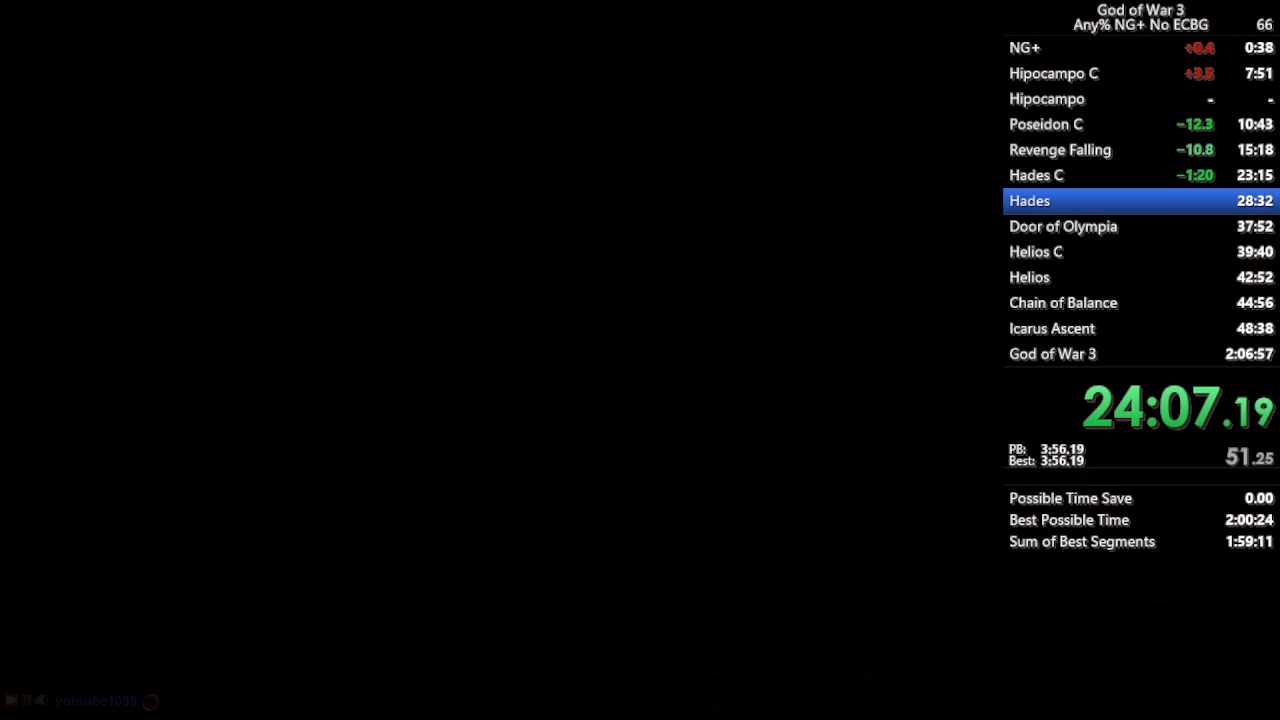 God of War 3
Any% NG+ No ECBG 66
NG+ +0.4 0:38
Hipocampo C +3.5 7:51
Hipocampo - -
Poseidon C −12.3 10:43
Revenge Falling −10.8 15:18
Hades C −1:20 23:15
Hades 28:32
Door of Olympia 37:52
Helios C 39:40
Helios 42:52
Chain of Balance 44:56
Icarus Ascent 48:38
God of War 3 2:06:57
24:07.19
PB: 3:56.19
Best: 3:56.19
51.25
Possible Time Save 0.00
Best Possible Time 2:00:24
Sum of Best Segments 1:59:11
youtube1099